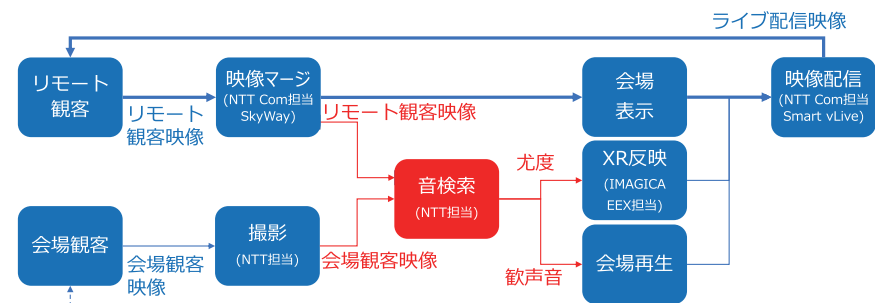 ライブ配信映像
リモート
観客
リモート
観客映像
映像マージ
(NTT Com担当
SkyWay)
リモート観客映像
会場
表示
映像配信
(NTT Com担当
Smart vLive)
音検索
(NTT担当)
尤度
XR反映
(IMAGICA
EEX担当)
会場観客
会場観客
映像
撮影
(NTT担当)
会場観客映像
歓声音
会場再生